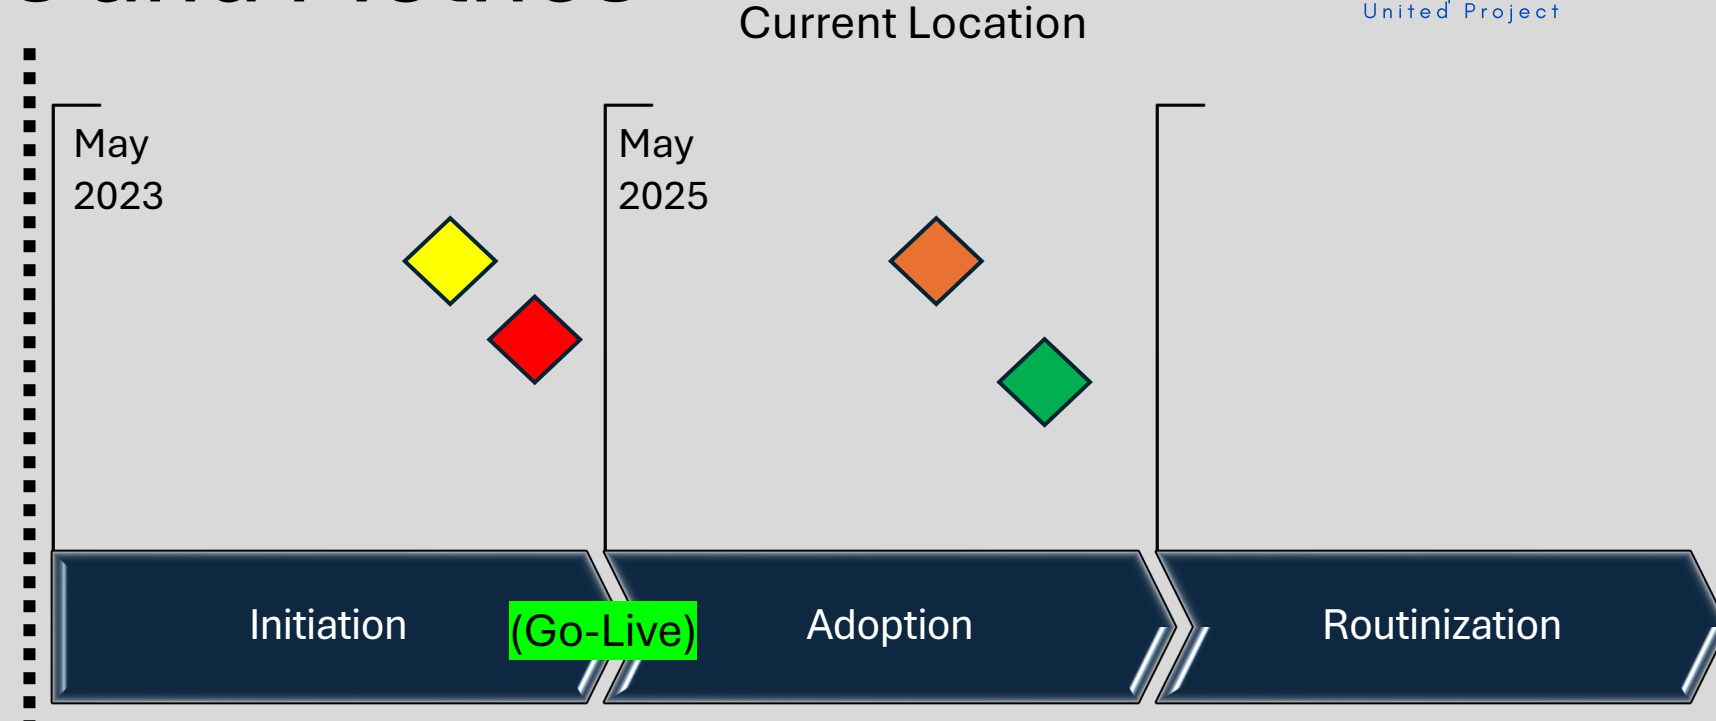 Current Location
United Project
May
2023
May
2025
Initiation
(Go-Live)
Adoption
Routinization